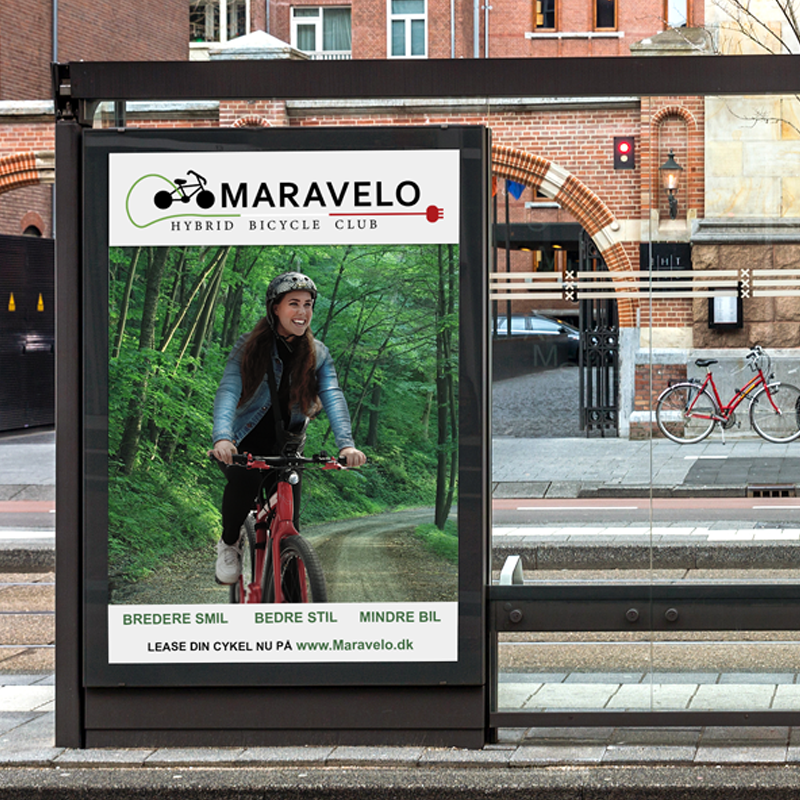 MARAVELO
HYBRID BICYCLE CLUB
BREDERE SMIL BEDRE STIL MINDRE BIL
LEASE DIN CYKEL NU PÅ www.Maravelo.dk